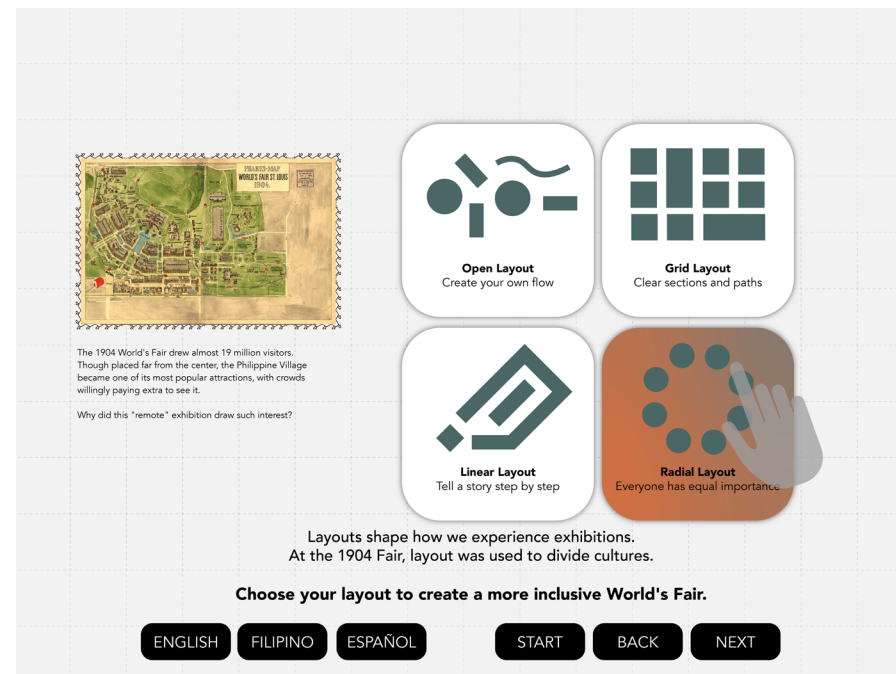 PHARUS-MAP
WORLD'S FAIR ST. LOUIS
1904.
The 1904 World's Fair drew almost 19 million visitors.
Though placed far from the center, the Philippine Village
became one of its most popular attractions, with crowds
willingly paying extra to see it.
Why did this "remote" exhibition draw such interest?
Open Layout
Create your own flow
Grid Layout
Clear sections and paths
Linear Layout
Tell a story step by step
Radial Layout
Everyone has equal importance
Layouts shape how we experience exhibitions.
At the 1904 Fair, layout was used to divide cultures.
Choose your layout to create a more inclusive World's Fair.
ENGLISH
FILIPINO
ESPAÑOL
START
BACK
NEXT